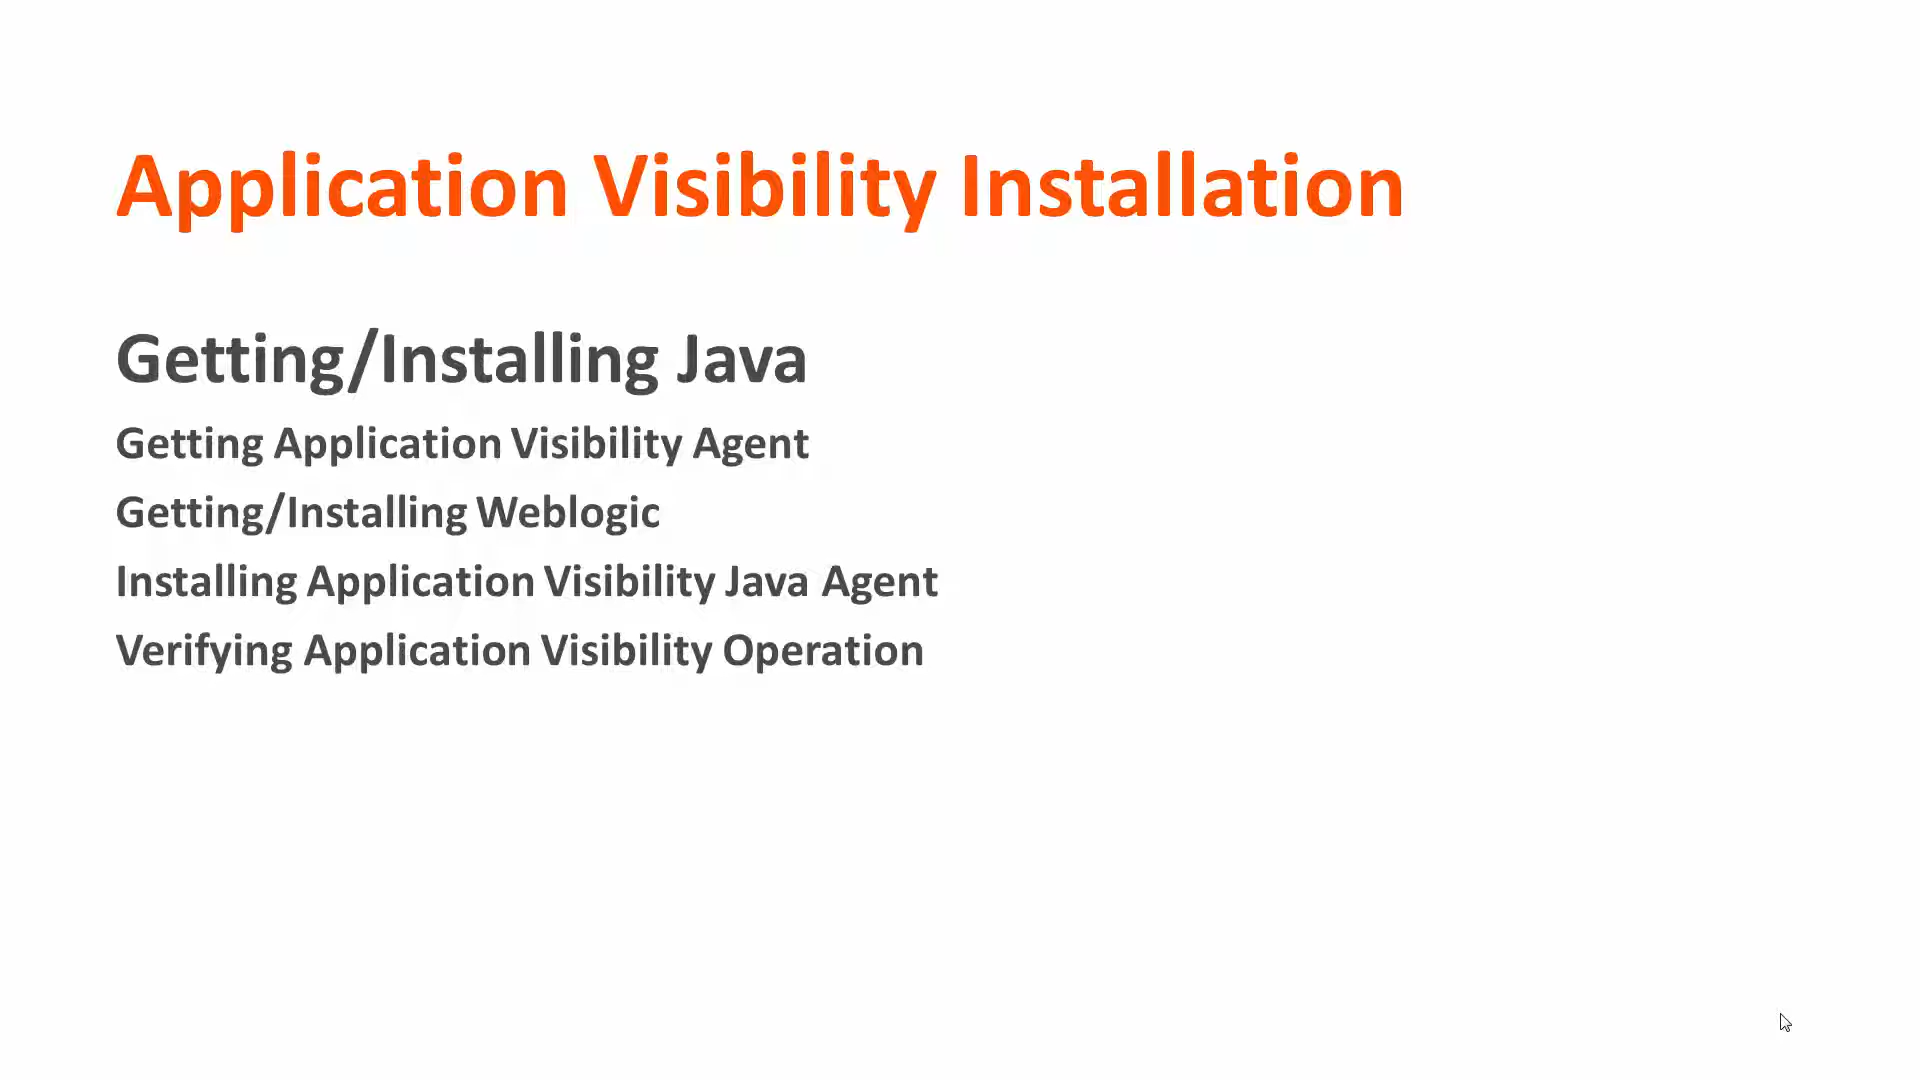 Application Visibility Installation
Getting/Installing Java
Getting Application Visibility Agent
Getting/Installing Weblogic
Installing Application Visibility Java Agent
Verifying Application Visibility Operation